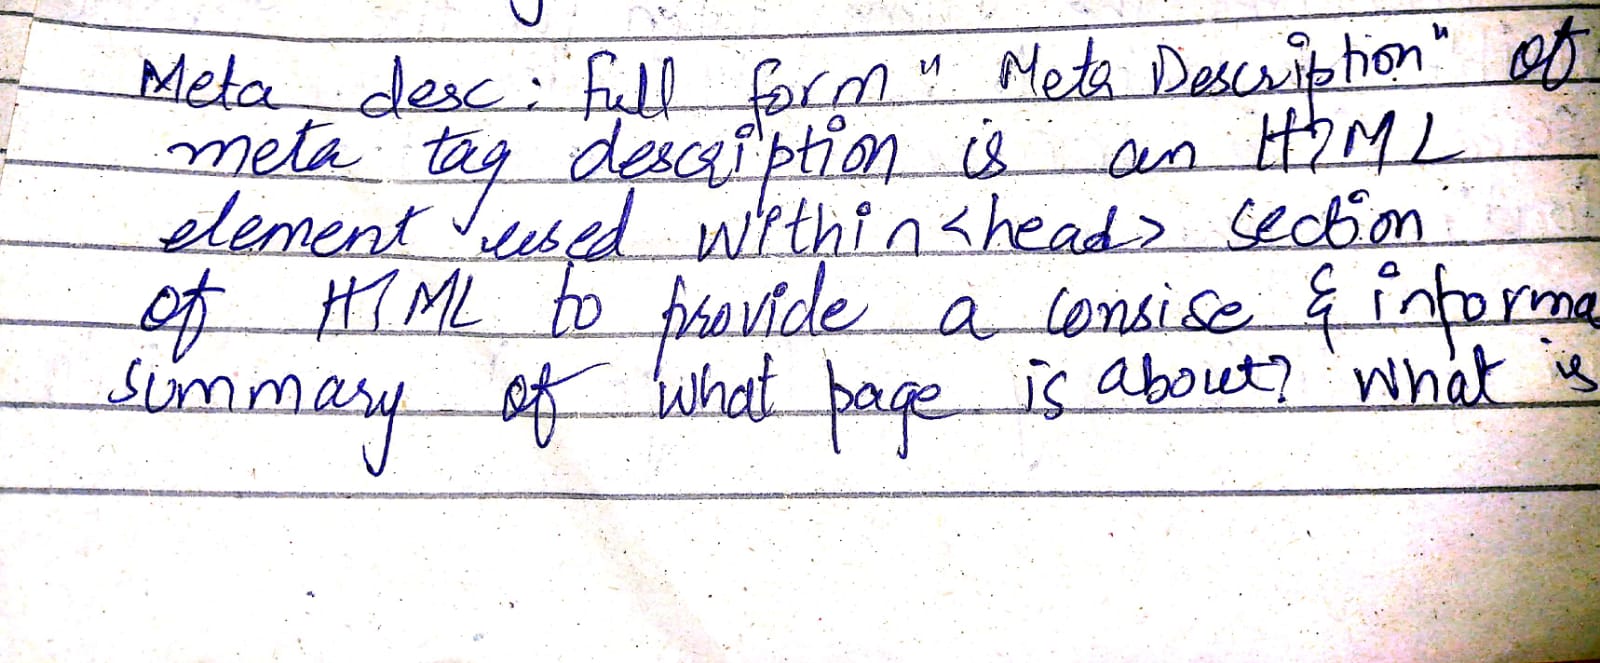 Meta desc: full form "Meta Description" of
meta tag description is an HTML
element used within <head> section
of HTML to provide a consise & informa
summary of what page is about? what is